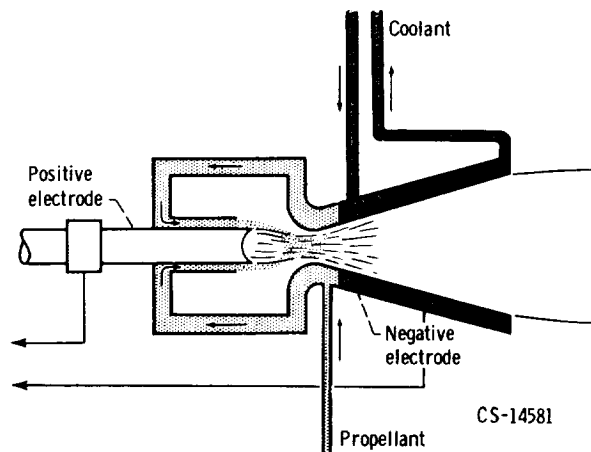 Coolant
Positive
electrode
Negative
electrode
CS-14581
Propellant